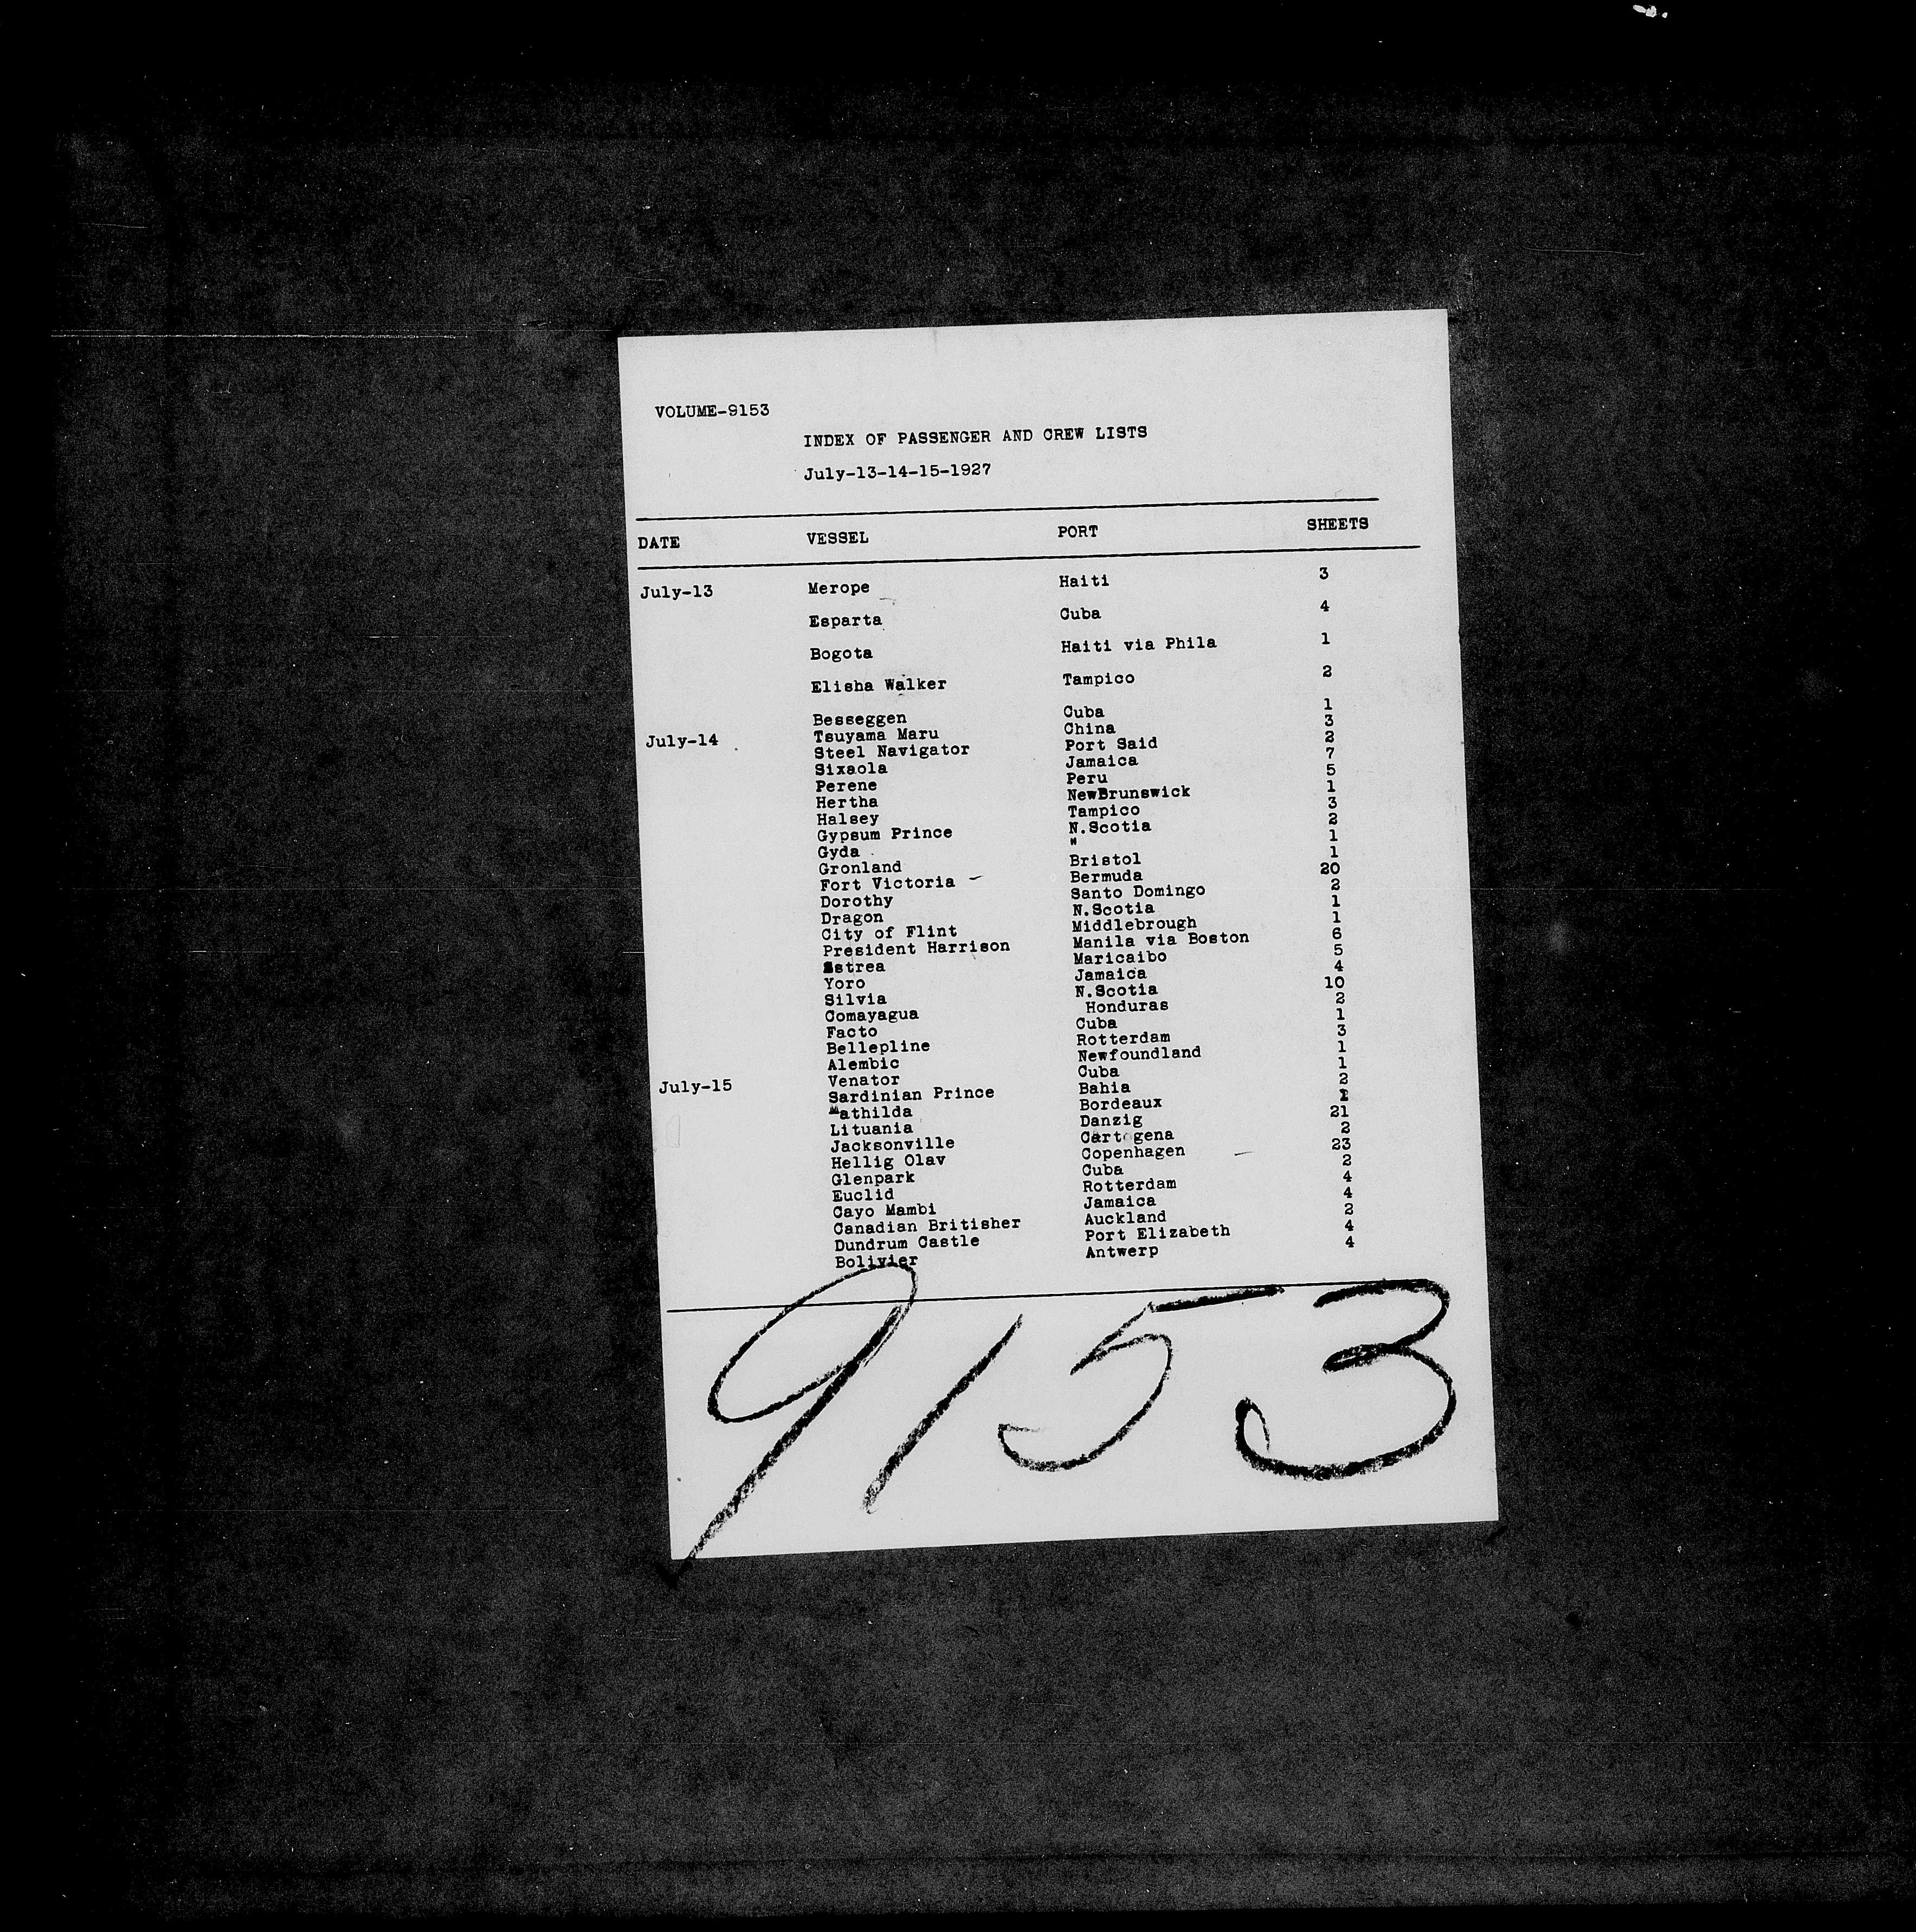 VOLUME-9153
INDEX OF PASSENGER AND CREW LISTS
July-13-14-15-1927
DATE VESSEL PORT SHEETS
July-13 Merope Haiti 3
Esparta Cuba 4
Bogota Haiti via Phila 1
Elisha Walker Tampico 2
Besseggen Cuba 1
July-14 Tsuyama Maru China 3
Steel Navigator Port Said 2
Sixaola Jamaica 7
Perene Peru 5
Hertha NewBrunswick 1
Halsey Tampico 3
Gypsum Prince N.Scotia 2
Gyda " 1
Gronland Bristol 1
Fort Victoria Bermuda 20
Dorothy Santo Domingo 2
Dragon N.Scotia 1
City of Flint Middlebrough 1
President Harrison Manila via Boston 6
Astrea Maricaibo 5
Yoro Jamaica 4
Silvia N.Scotia 10
Comayagua Honduras 2
Facto Cuba 1
Bellepline Rotterdam 3
Alembic Newfoundland 1
July-15 Venator Cuba 1
Sardinian Prince Bahia 2
Mathilda Bordeaux 1
Lituania Danzig 21
Jacksonville Cartogena 2
Hellig Olav Copenhagen 23
Glenpark Cuba 2
Euclid Rotterdam 4
Cayo Mambi Jamaica 4
Canadian Britisher Auckland 2
Dundrum Castle Port Elizabeth 4
Bolivier Antwerp 4
9153